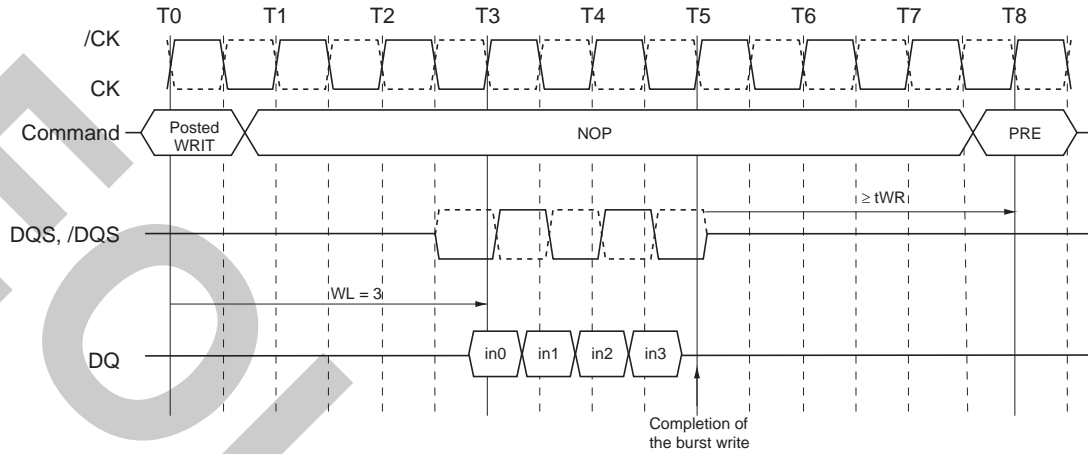 T0 T1 T2 T3 T4 T5 T6 T7 T8
/CK
CK
Command
Posted
WRIT
NOP
PRE
≥ tWR
DQS, /DQS
WL = 3
DQ
in0 in1 in2 in3
Completion of
the burst write